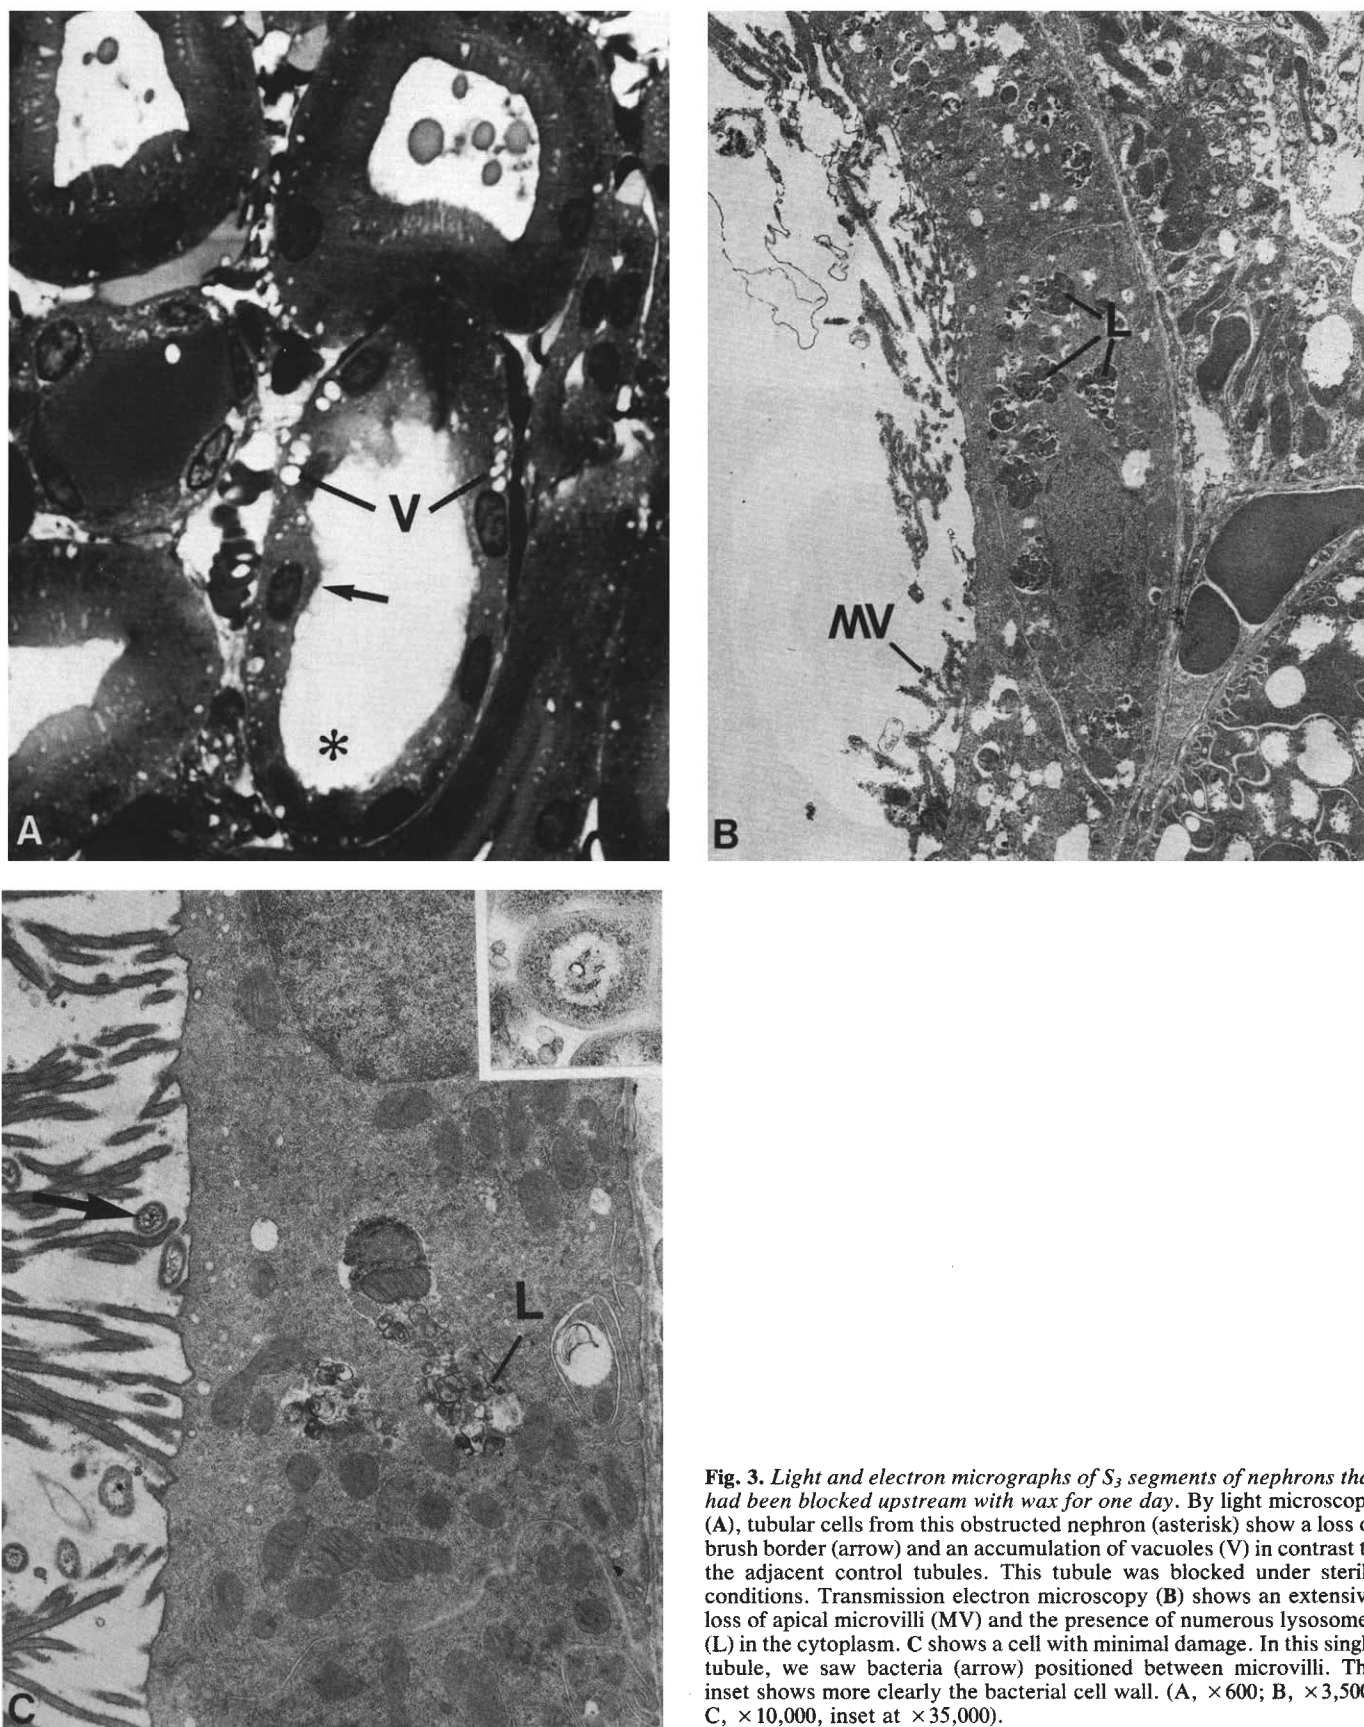 V
*
A
L
MV
B
L
C
Fig. 3. Light and electron micrographs of S3 segments of nephrons tha
had been blocked upstream with wax for one day. By light microscop
(A), tubular cells from this obstructed nephron (asterisk) show a loss o
brush border (arrow) and an accumulation of vacuoles (V) in contrast t
the adjacent control tubules. This tubule was blocked under steril
conditions. Transmission electron microscopy (B) shows an extensiv
loss of apical microvilli (MV) and the presence of numerous lysosome
(L) in the cytoplasm. C shows a cell with minimal damage. In this singl
tubule, we saw bacteria (arrow) positioned between microvilli. Th
inset shows more clearly the bacterial cell wall. (A, ×600; B, ×3,500
C, ×10,000, inset at ×35,000).